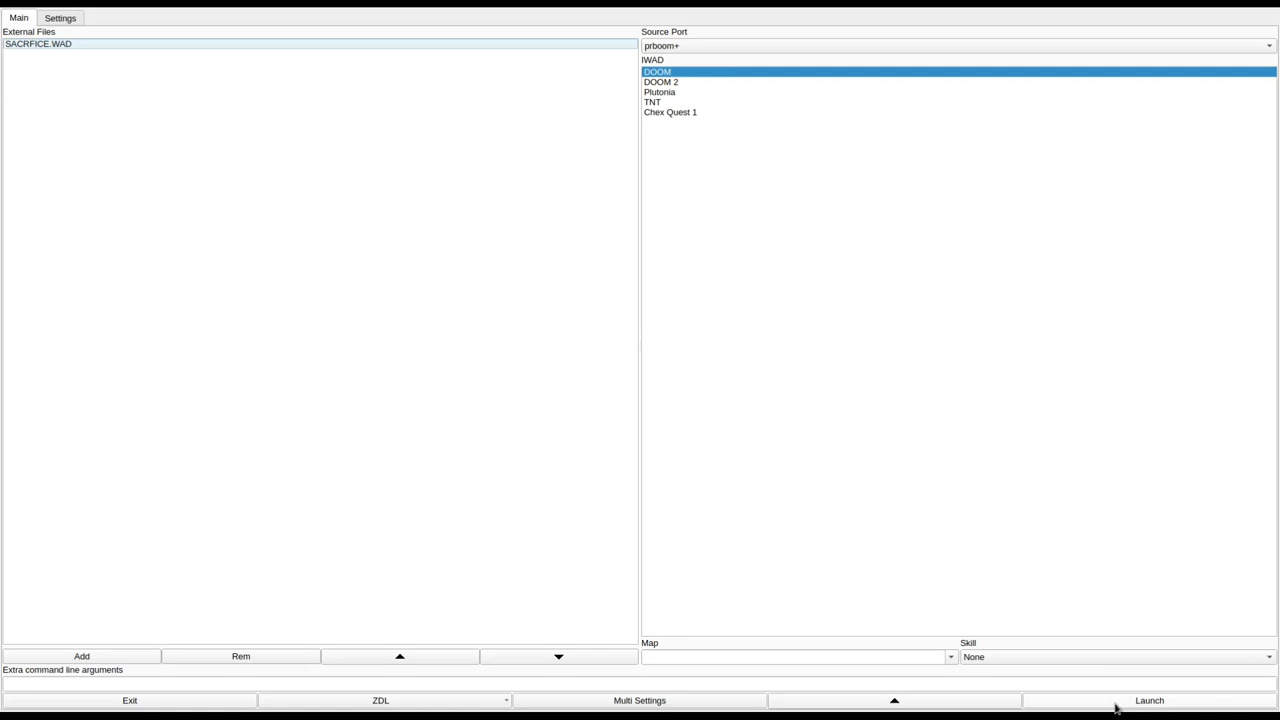 Main Settings
External Files
SACRFICE.WAD
Source Port
prboom+
IWAD
DOOM
DOOM 2
Plutonia
TNT
Chex Quest 1
Add Rem
Map Skill
None
Extra command line arguments
Exit ZDL Multi Settings Launch